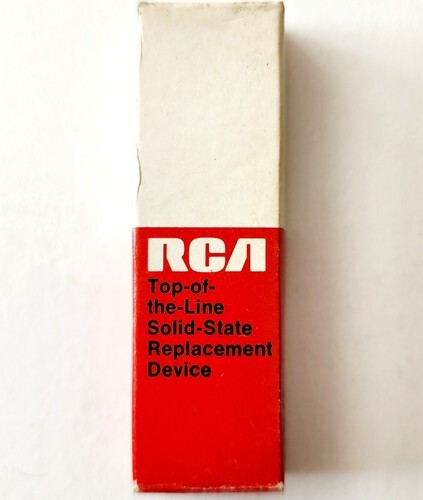 RCA
Top-of-
the-Line
Solid-State
Replacement
Device